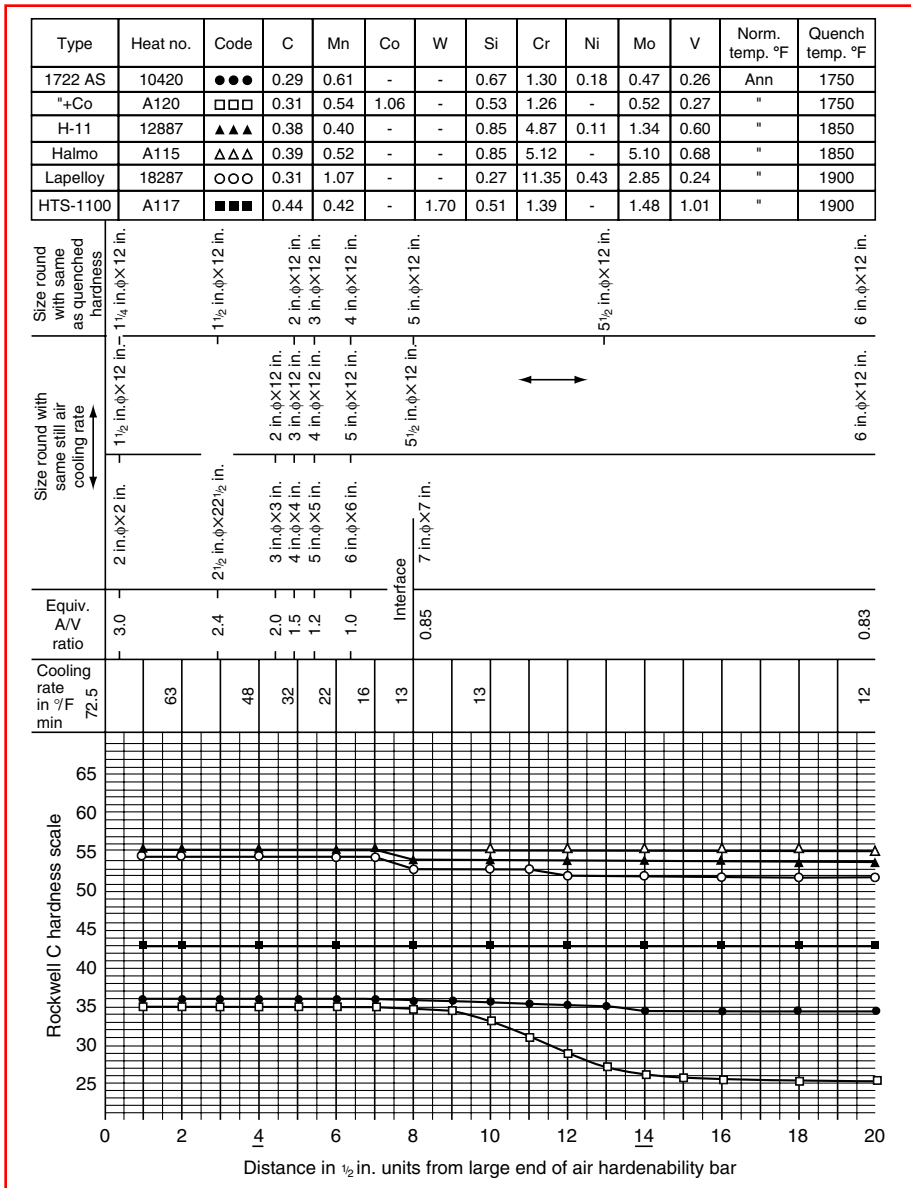 Type Heat no. Code C Mn Co W Si Cr Ni Mo V Norm. temp. °F Quench temp. °F
1722 AS 10420 ●●● 0.29 0.61 - - 0.67 1.30 0.18 0.47 0.26 Ann 1750
"+Co A120 □□□ 0.31 0.54 1.06 - 0.53 1.26 - 0.52 0.27 " 1750
H-11 12887 ▲▲▲ 0.38 0.40 - - 0.85 4.87 0.11 1.34 0.60 " 1850
Halmo A115 △△△ 0.39 0.52 - - 0.85 5.12 - 5.10 0.68 " 1850
Lapelloy 18287 ○○○ 0.31 1.07 - - 0.27 11.35 0.43 2.85 0.24 " 1900
HTS-1100 A117 ■■■ 0.44 0.42 - 1.70 0.51 1.39 - 1.48 1.01 " 1900
Size round
with same
as quenched
hardness
1 1/4 in.ϕ×12 in.
1 1/2 in.ϕ×12 in.
2 in.ϕ×12 in.
3 in.ϕ×12 in.
4 in.ϕ×12 in.
5 in.ϕ×12 in.
5 1/2 in.ϕ×12 in.
6 in.ϕ×12 in.
Size round with
same still air
cooling rate
1 1/2 in.ϕ×12 in.
2 in.ϕ×12 in.
3 in.ϕ×12 in.
4 in.ϕ×12 in.
5 in.ϕ×12 in.
5 1/2 in.ϕ×12 in.
6 in.ϕ×12 in.
2 in.ϕ×2 in.
2 1/2 in.ϕ×22 1/2 in.
3 in.ϕ×3 in.
4 in.ϕ×4 in.
5 in.ϕ×5 in.
6 in.ϕ×6 in.
Interface
7 in.ϕ×7 in.
Equiv.
A/V
ratio
3.0 2.4 2.0 1.5 1.2 1.0 0.85 0.83
Cooling
rate
in °/F
min
72.5 63 48 32 22 16 13 13 12
Rockwell C hardness scale
65
60
55
50
45
40
35
30
25
0 2 4 6 8 10 12 14 16 18 20
Distance in 1/2 in. units from large end of air hardenability bar